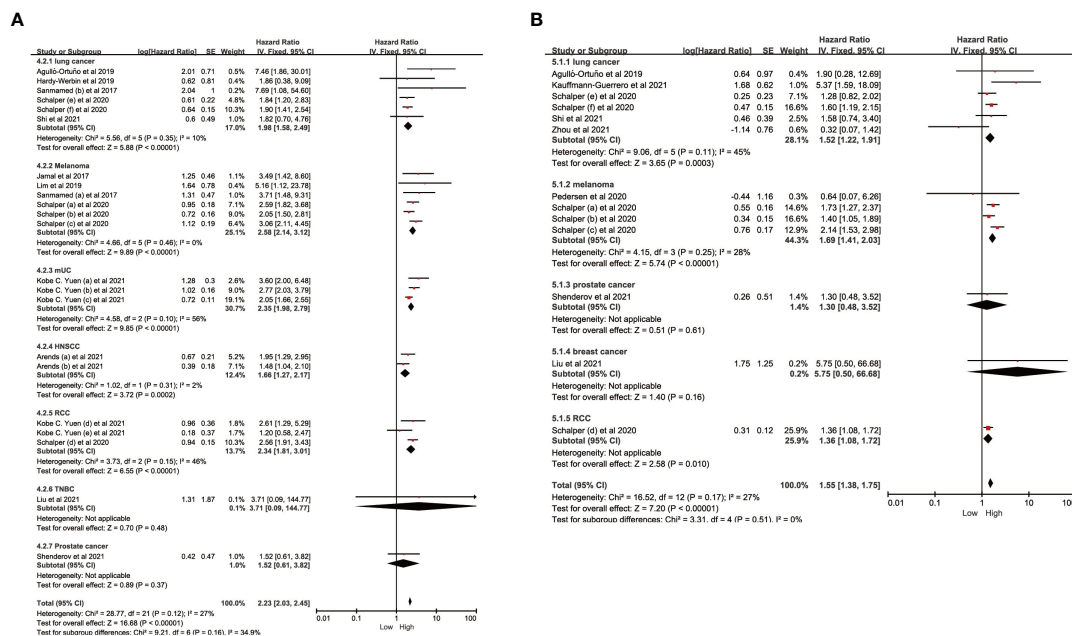 A
Hazard Ratio Hazard Ratio
Study or Subgroup log[Hazard Ratio] SE Weight IV. Fixed. 95% CI IV. Fixed. 95% CI
4.2.1 lung cancer
Agulló-Ortuño et al 2019 2.01 0.71 0.5% 7.46 [1.86, 30.01]
Hardy-Werbin et al 2019 0.62 0.81 0.4% 1.86 [0.38, 9.09]
Sanmamed (b) et al 2017 2.04 1 0.2% 7.69 [1.08, 54.60]
Schalper (e) et al 2020 0.61 0.22 4.8% 1.84 [1.20, 2.83]
Schalper (f) et al 2020 0.64 0.15 10.3% 1.90 [1.41, 2.54]
Shi et al 2021 0.6 0.49 1.0% 1.82 [0.70, 4.76]
Subtotal (95% CI) 17.0% 1.98 [1.58, 2.49]
Heterogeneity: Chi² = 5.56, df = 5 (P = 0.35); I² = 10%
Test for overall effect: Z = 5.88 (P < 0.00001)
4.2.2 Melanoma
Jamal et al 2017 1.25 0.46 1.1% 3.49 [1.42, 8.60]
Lim et al 2019 1.64 0.78 0.4% 5.16 [1.12, 23.78]
Sanmamed (a) et al 2017 1.31 0.47 1.1% 3.71 [1.48, 9.31]
Schalper (a) et al 2020 0.95 0.18 7.1% 2.59 [1.82, 3.68]
Schalper (b) et al 2020 0.72 0.16 9.0% 2.05 [1.50, 2.81]
Schalper (c) et al 2020 1.12 0.19 6.4% 3.06 [2.11, 4.45]
Subtotal (95% CI) 25.1% 2.58 [2.14, 3.12]
Heterogeneity: Chi² = 4.66, df = 5 (P = 0.46); I² = 0%
Test for overall effect: Z = 9.89 (P < 0.00001)
4.2.3 mUC
Kobe C. Yuen (a) et al 2021 1.28 0.3 2.6% 3.60 [2.00, 6.48]
Kobe C. Yuen (b) et al 2021 1.02 0.16 9.0% 2.77 [2.03, 3.79]
Kobe C. Yuen (c) et al 2021 0.72 0.11 19.1% 2.05 [1.66, 2.55]
Subtotal (95% CI) 30.7% 2.35 [1.98, 2.79]
Heterogeneity: Chi² = 4.58, df = 2 (P = 0.10); I² = 56%
Test for overall effect: Z = 9.85 (P < 0.00001)
4.2.4 HNSCC
Arends (a) et al 2021 0.67 0.21 5.2% 1.95 [1.29, 2.95]
Arends (b) et al 2021 0.39 0.18 7.1% 1.48 [1.04, 2.10]
Subtotal (95% CI) 12.4% 1.66 [1.27, 2.17]
Heterogeneity: Chi² = 1.02, df = 1 (P = 0.31); I² = 2%
Test for overall effect: Z = 3.72 (P = 0.0002)
4.2.5 RCC
Kobe C. Yuen (d) et al 2021 0.96 0.36 1.8% 2.61 [1.29, 5.29]
Kobe C. Yuen (e) et al 2021 0.18 0.37 1.7% 1.20 [0.58, 2.47]
Schalper (d) et al 2020 0.94 0.15 10.3% 2.56 [1.91, 3.43]
Subtotal (95% CI) 13.7% 2.34 [1.81, 3.01]
Heterogeneity: Chi² = 3.73, df = 2 (P = 0.15); I² = 46%
Test for overall effect: Z = 6.55 (P < 0.00001)
4.2.6 TNBC
Liu et al 2021 1.31 1.87 0.1% 3.71 [0.09, 144.77]
Subtotal (95% CI) 0.1% 3.71 [0.09, 144.77]
Heterogeneity: Not applicable
Test for overall effect: Z = 0.70 (P = 0.48)
4.2.7 Prostate cancer
Shenderov et al 2021 0.42 0.47 1.0% 1.52 [0.61, 3.82]
Subtotal (95% CI) 1.0% 1.52 [0.61, 3.82]
Heterogeneity: Not applicable
Test for overall effect: Z = 0.89 (P = 0.37)
Total (95% CI) 100.0% 2.23 [2.03, 2.45]
Heterogeneity: Chi² = 28.77, df = 21 (P = 0.12); I² = 27%
Test for overall effect: Z = 16.68 (P < 0.00001)
Test for subgroup differences: Chi² = 9.21, df = 6 (P = 0.16), I² = 34.9%
0.01 0.1 1 10 100
Low High
B
Hazard Ratio Hazard Ratio
Study or Subgroup log[Hazard Ratio] SE Weight IV. Fixed. 95% CI IV. Fixed. 95% CI
5.1.1 lung cancer
Agulló-Ortuño et al 2019 0.64 0.97 0.4% 1.90 [0.28, 12.69]
Kauffmann-Guerrero et al 2021 1.68 0.62 1.0% 5.37 [1.59, 18.09]
Schalper (e) et al 2020 0.25 0.23 7.1% 1.28 [0.82, 2.02]
Schalper (f) et al 2020 0.47 0.15 16.6% 1.60 [1.19, 2.15]
Shi et al 2021 0.46 0.39 2.5% 1.58 [0.74, 3.40]
Zhou et al 2021 -1.14 0.76 0.6% 0.32 [0.07, 1.42]
Subtotal (95% CI) 28.1% 1.52 [1.22, 1.91]
Heterogeneity: Chi² = 9.06, df = 5 (P = 0.11); I² = 45%
Test for overall effect: Z = 3.65 (P = 0.0003)
5.1.2 melanoma
Pedersen et al 2020 -0.44 1.16 0.3% 0.64 [0.07, 6.26]
Schalper (a) et al 2020 0.55 0.16 14.6% 1.73 [1.27, 2.37]
Schalper (b) et al 2020 0.34 0.15 16.6% 1.40 [1.05, 1.89]
Schalper (c) et al 2020 0.76 0.17 12.9% 2.14 [1.53, 2.98]
Subtotal (95% CI) 44.3% 1.69 [1.41, 2.03]
Heterogeneity: Chi² = 4.15, df = 3 (P = 0.25); I² = 28%
Test for overall effect: Z = 5.74 (P < 0.00001)
5.1.3 prostate cancer
Shenderov et al 2021 0.26 0.51 1.4% 1.30 [0.48, 3.52]
Subtotal (95% CI) 1.4% 1.30 [0.48, 3.52]
Heterogeneity: Not applicable
Test for overall effect: Z = 0.51 (P = 0.61)
5.1.4 breast cancer
Liu et al 2021 1.75 1.25 0.2% 5.75 [0.50, 66.68]
Subtotal (95% CI) 0.2% 5.75 [0.50, 66.68]
Heterogeneity: Not applicable
Test for overall effect: Z = 1.40 (P = 0.16)
5.1.5 RCC
Schalper (d) et al 2020 0.31 0.12 25.9% 1.36 [1.08, 1.72]
Subtotal (95% CI) 25.9% 1.36 [1.08, 1.72]
Heterogeneity: Not applicable
Test for overall effect: Z = 2.58 (P = 0.010)
Total (95% CI) 100.0% 1.55 [1.38, 1.75]
Heterogeneity: Chi² = 16.52, df = 12 (P = 0.17); I² = 27%
Test for overall effect: Z = 7.20 (P < 0.00001)
Test for subgroup differences: Chi² = 3.31. df = 4 (P = 0.51). I² = 0%
0.01 0.1 1 10 100
Low High